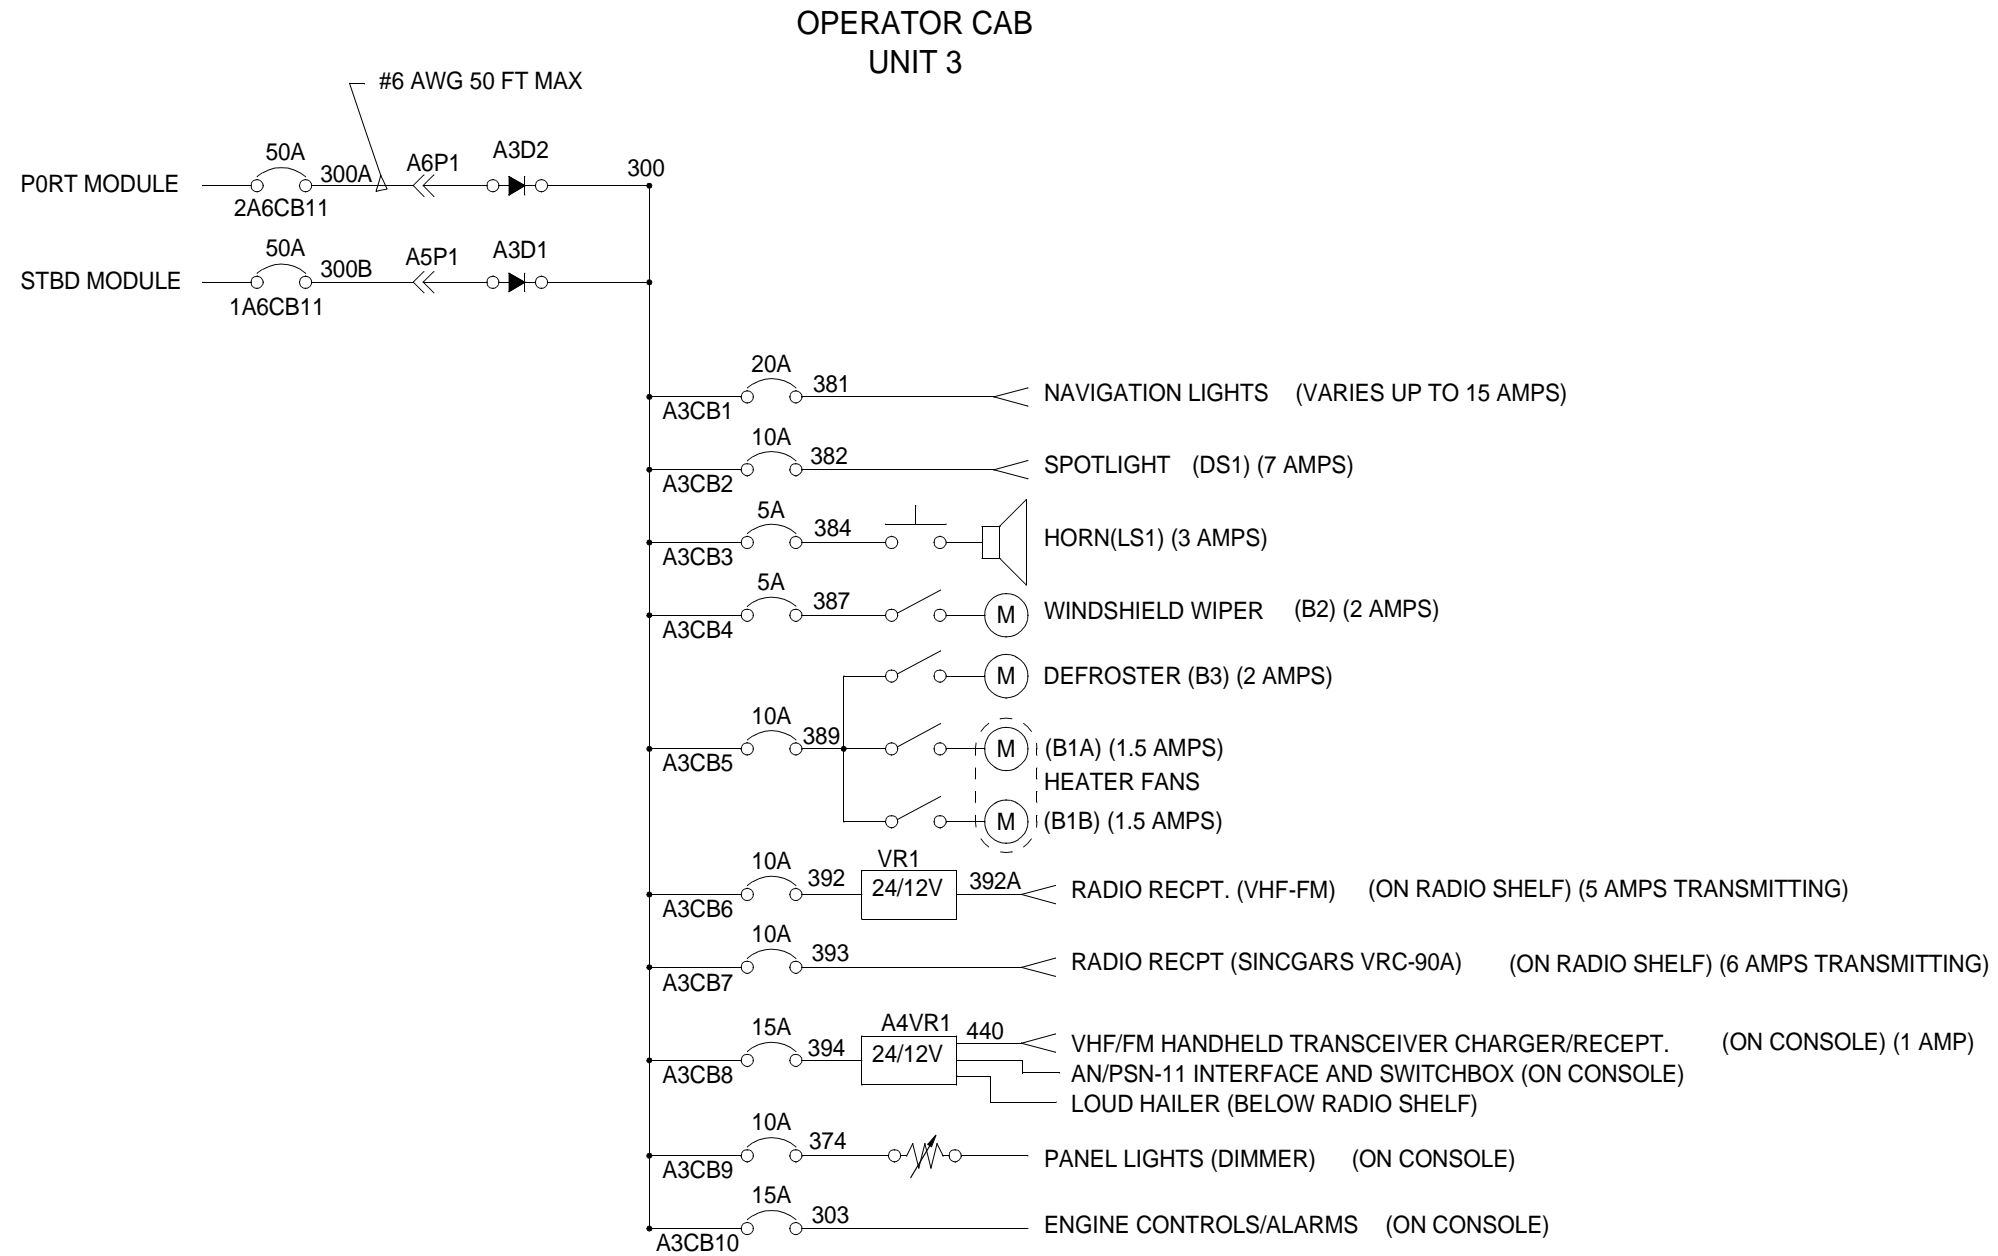 OPERATOR CAB
UNIT 3
#6 AWG 50 FT MAX
50A
300A
A6P1
A3D2
300
P0RT MODULE
2A6CB11
50A
300B
A5P1
A3D1
STBD MODULE
1A6CB11
20A
381
A3CB1
NAVIGATION LIGHTS (VARIES UP TO 15 AMPS)
10A
382
A3CB2
SPOTLIGHT (DS1) (7 AMPS)
5A
384
A3CB3
HORN(LS1) (3 AMPS)
5A
387
A3CB4
M
WINDSHIELD WIPER (B2) (2 AMPS)
M
DEFROSTER (B3) (2 AMPS)
10A
389
A3CB5
M
(B1A) (1.5 AMPS)
HEATER FANS
M
(B1B) (1.5 AMPS)
10A
392
A3CB6
VR1
24/12V
392A
RADIO RECPT. (VHF-FM) (ON RADIO SHELF) (5 AMPS TRANSMITTING)
10A
393
A3CB7
RADIO RECPT (SINCGARS VRC-90A) (ON RADIO SHELF) (6 AMPS TRANSMITTING)
15A
394
A3CB8
A4VR1
24/12V
440
VHF/FM HANDHELD TRANSCEIVER CHARGER/RECEPT. (ON CONSOLE) (1 AMP)
AN/PSN-11 INTERFACE AND SWITCHBOX (ON CONSOLE)
LOUD HAILER (BELOW RADIO SHELF)
10A
374
A3CB9
PANEL LIGHTS (DIMMER) (ON CONSOLE)
15A
303
A3CB10
ENGINE CONTROLS/ALARMS (ON CONSOLE)